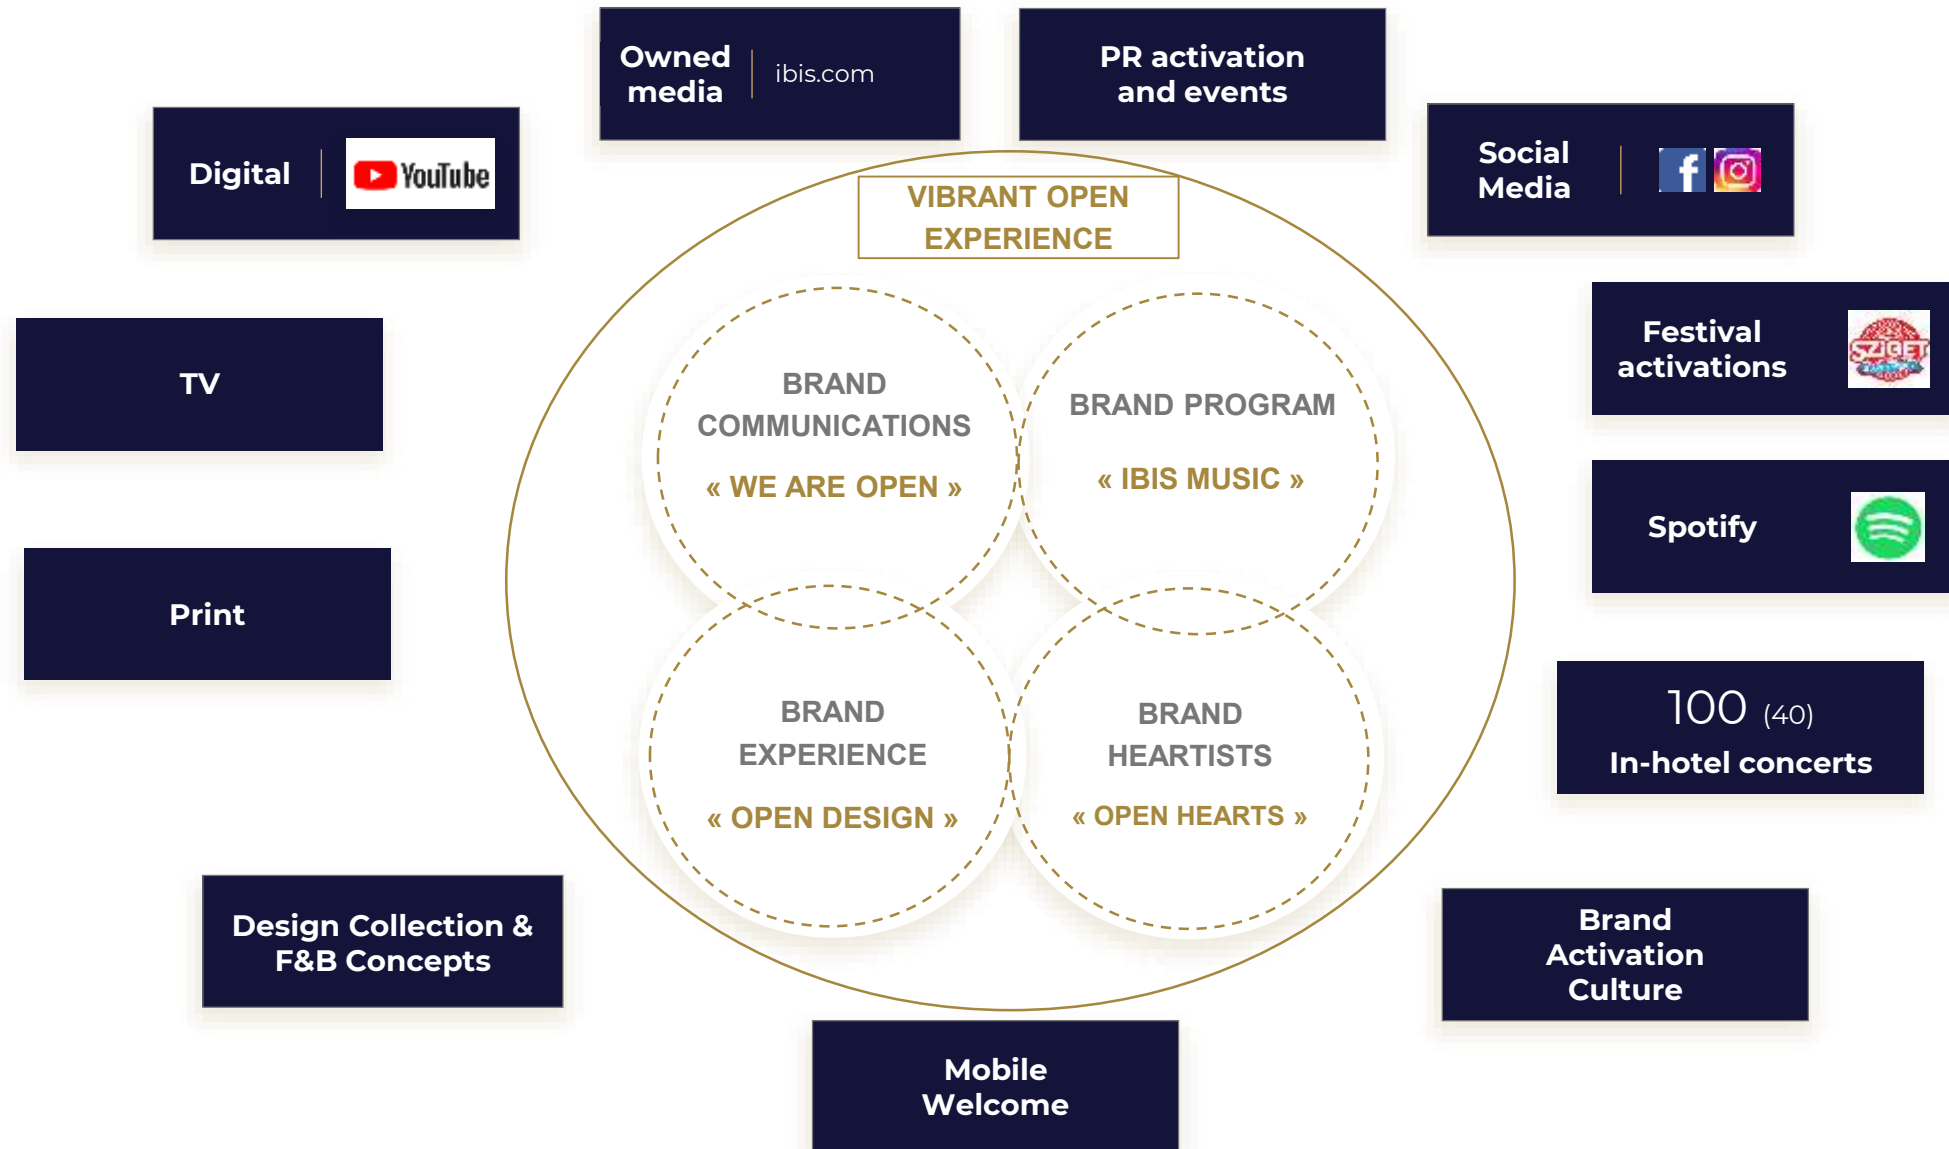 Owned
media
ibis.com
PR activation
and events
Digital
YouTube
Social
Media
VIBRANT OPEN
EXPERIENCE
TV
Festival
activations
SZIGET
BRAND
COMMUNICATIONS
« WE ARE OPEN »
BRAND PROGRAM
« IBIS MUSIC »
Spotify
Print
BRAND
EXPERIENCE
« OPEN DESIGN »
BRAND
HEARTISTS
« OPEN HEARTS »
100 (40)
In-hotel concerts
Design Collection &
F&B Concepts
Brand
Activation
Culture
Mobile
Welcome